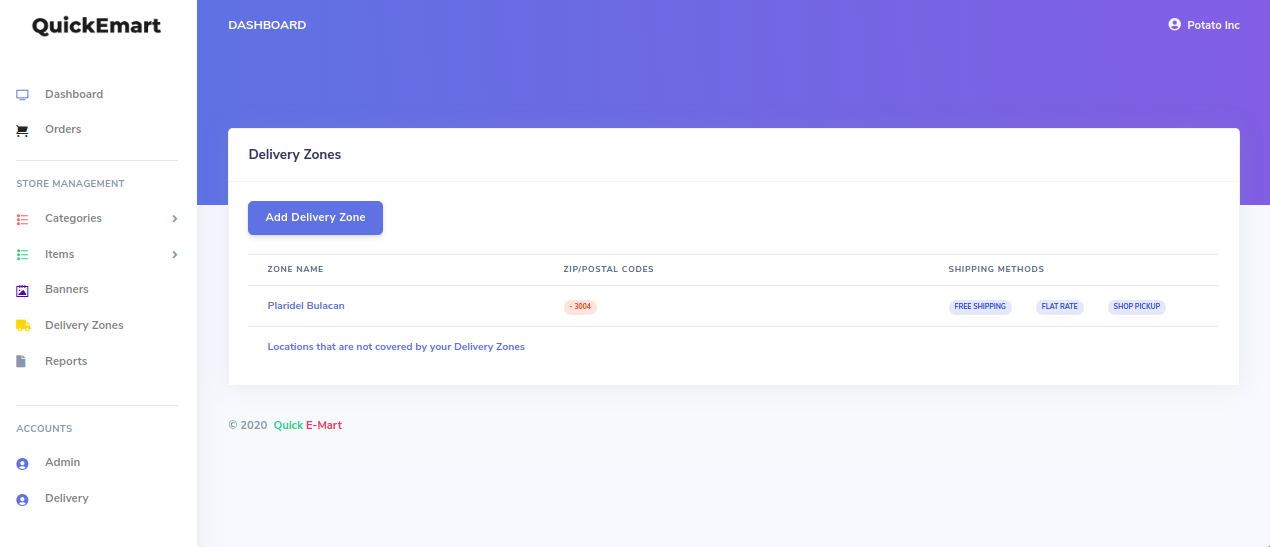 QuickEmart
DASHBOARD
Potato Inc
Dashboard
Orders
STORE MANAGEMENT
Categories
Items
Banners
Delivery Zones
Reports
ACCOUNTS
Admin
Delivery
Delivery Zones
Add Delivery Zone
ZONE NAME ZIP/POSTAL CODES SHIPPING METHODS
Plaridel Bulacan - 3004 FREE SHIPPING FLAT RATE SHOP PICKUP
Locations that are not covered by your Delivery Zones
© 2020 Quick E-Mart